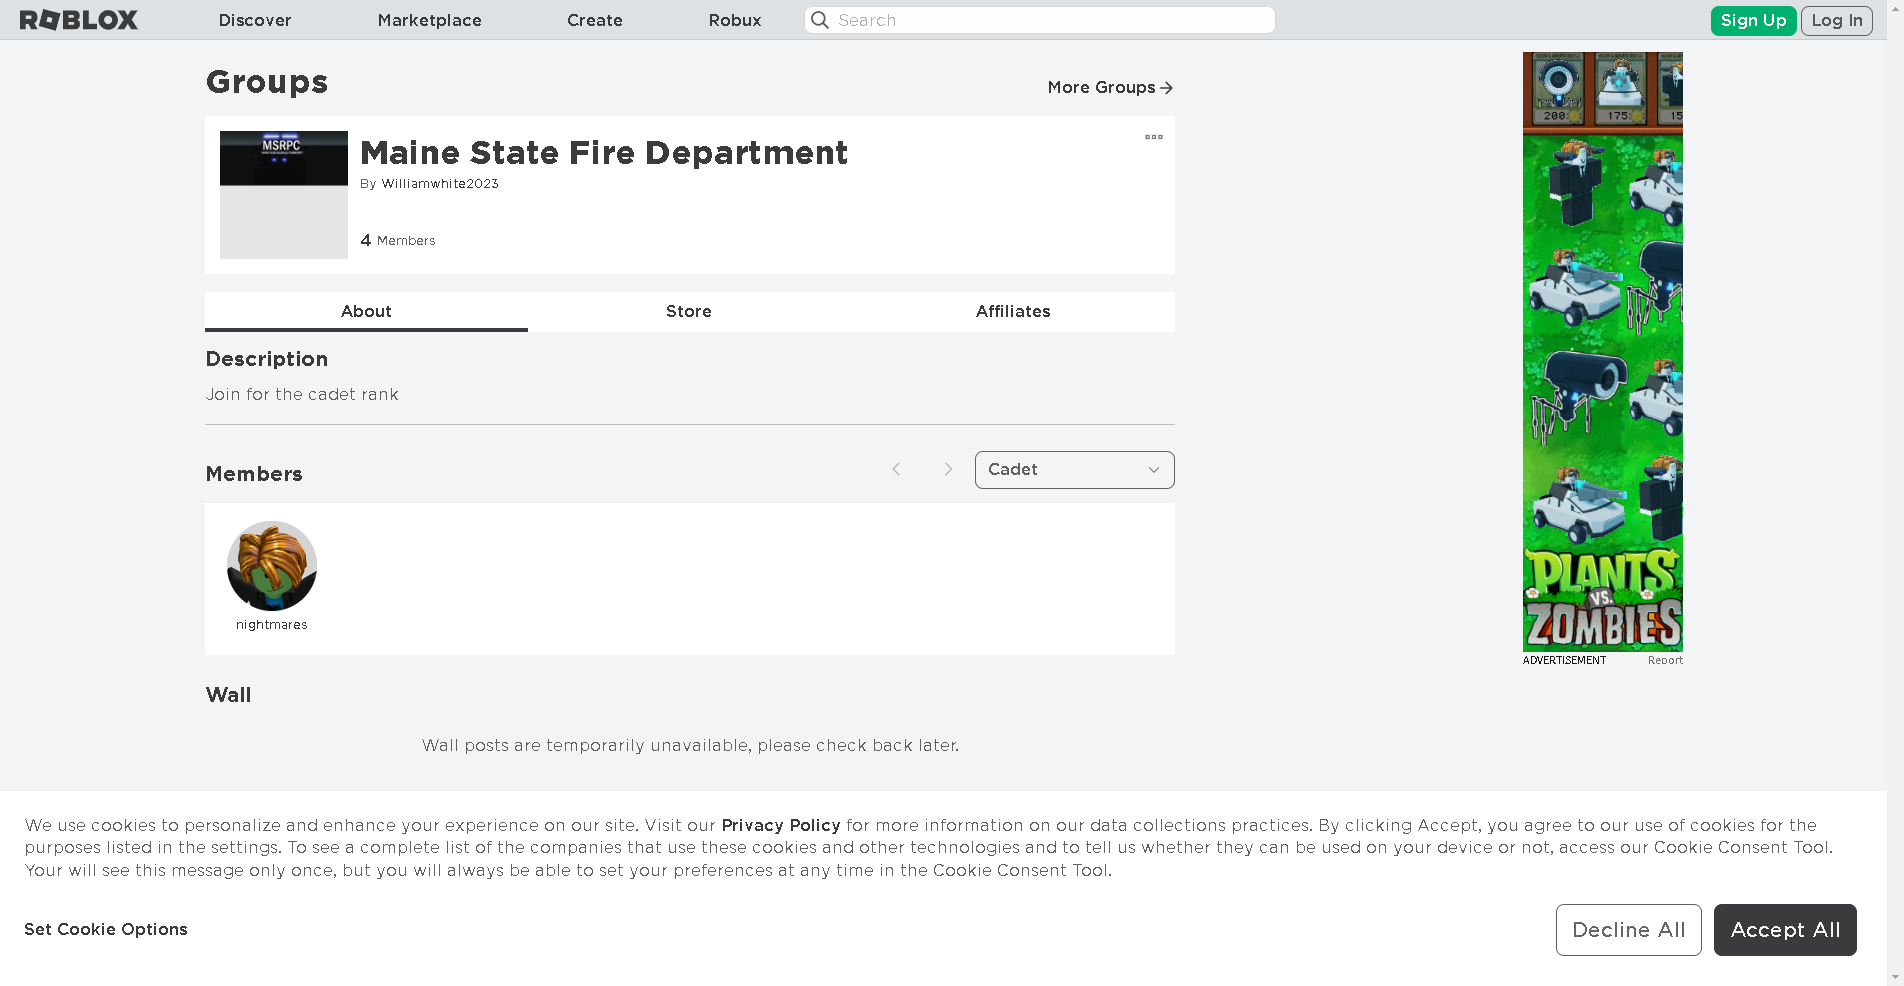 ROBLOX
Discover
Marketplace
Create
Robux
Search
Sign Up
Log In
Groups
More Groups
MSRPC
Maine State Fire Department
By Williamwhite2023
4 Members
About
Store
Affiliates
Description
Join for the cadet rank
Members
Cadet
nightmares
Wall
Wall posts are temporarily unavailable, please check back later.
200
175
15
PLANTS
VS.
ZOMBIES
ADVERTISEMENT
Report
We use cookies to personalize and enhance your experience on our site. Visit our Privacy Policy for more information on our data collections practices. By clicking Accept, you agree to our use of cookies for the
purposes listed in the settings. To see a complete list of the companies that use these cookies and other technologies and to tell us whether they can be used on your device or not, access our Cookie Consent Tool.
Your will see this message only once, but you will always be able to set your preferences at any time in the Cookie Consent Tool.
Set Cookie Options
Decline All
Accept All